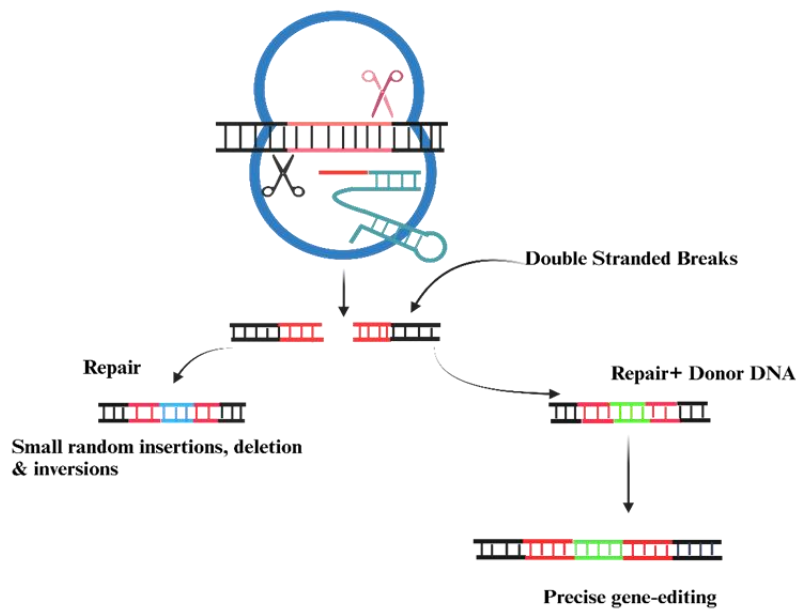 Double Stranded Breaks
Repair
Repair+ Donor DNA
Small random insertions, deletion
& inversions
Precise gene-editing